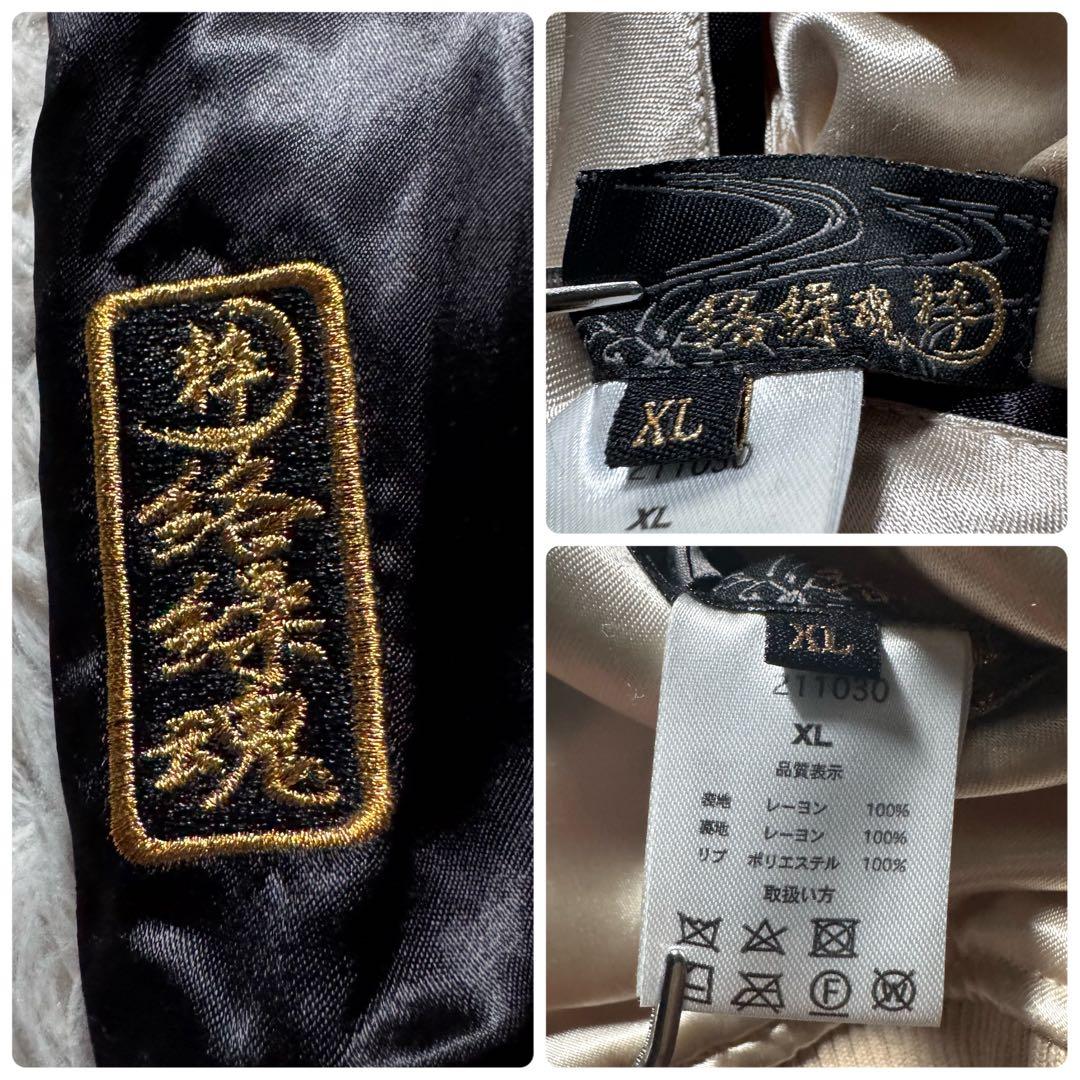 粋
絡
繰
魂
絡繰魂 粋
XL
211030
XL
XL
211030
XL
品質表示
表地 レーヨン 100%
裏地 レーヨン 100%
リブ ポリエステル 100%
取扱い方
F W